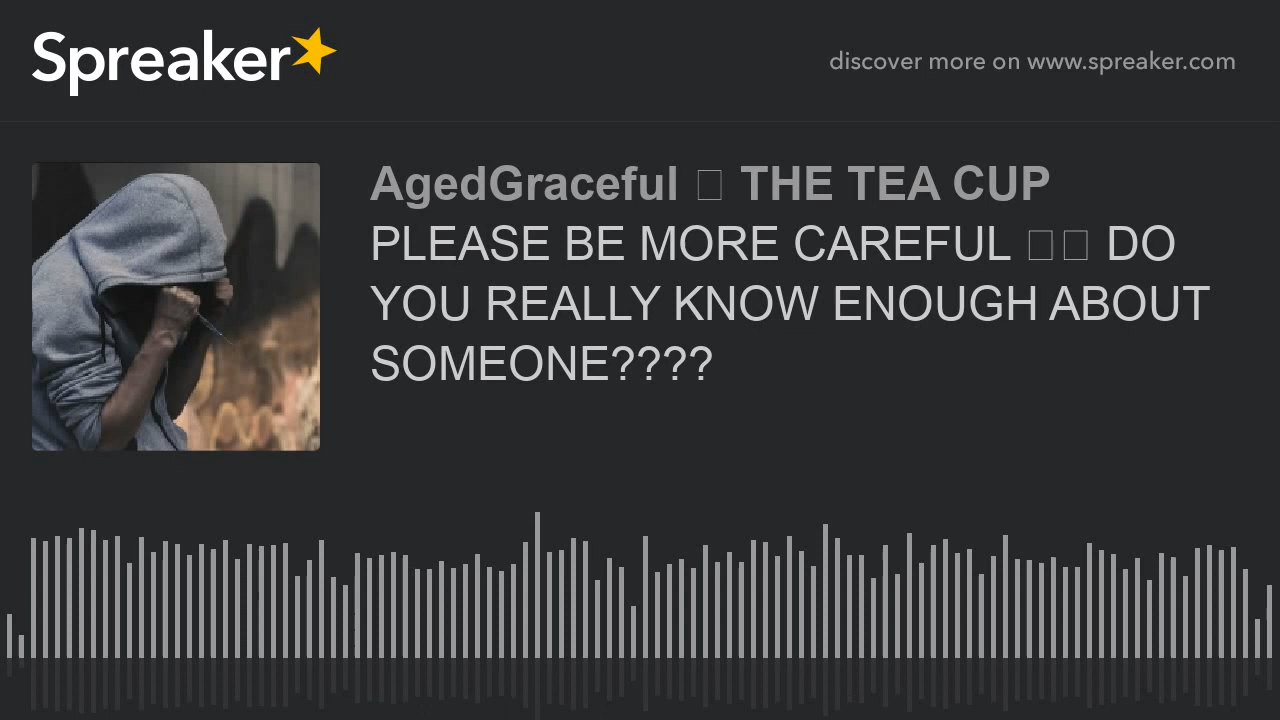 Spreaker
discover more on www.spreaker.com
AgedGraceful □ THE TEA CUP
PLEASE BE MORE CAREFUL □□ DO
YOU REALLY KNOW ENOUGH ABOUT
SOMEONE????